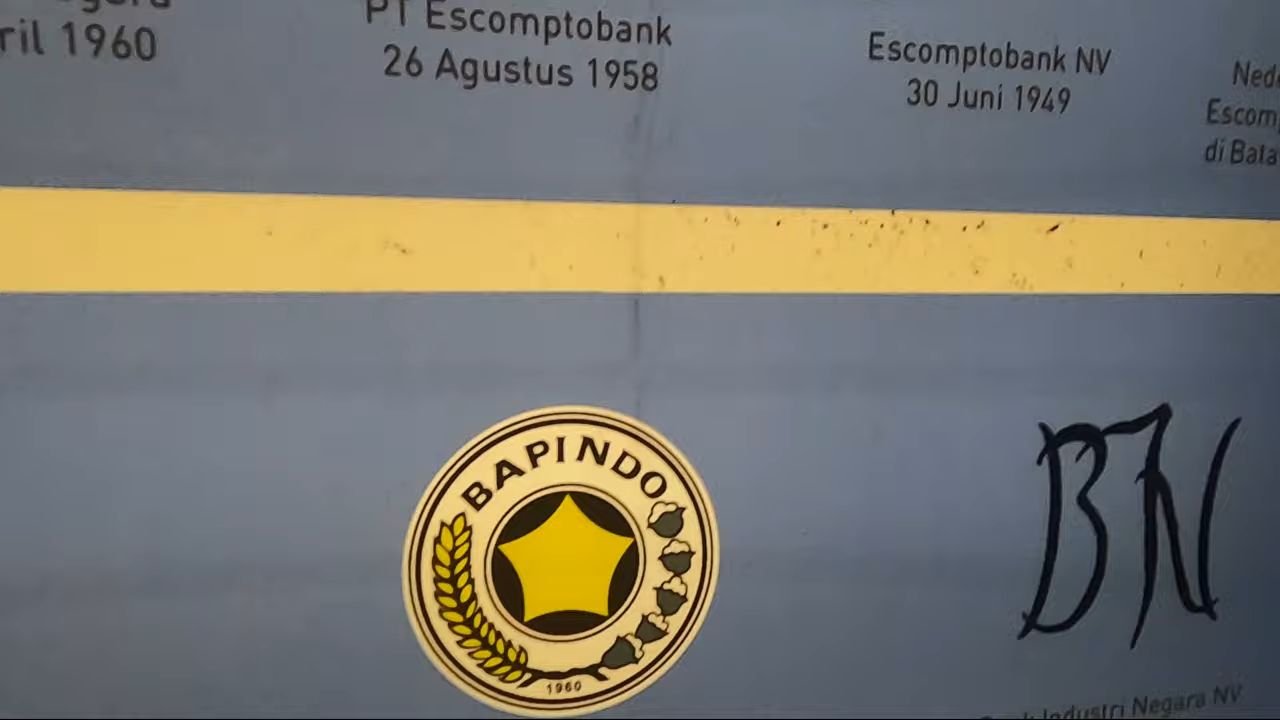 ril 1960
PT Escomptobank
26 Agustus 1958
Escomptobank NV
30 Juni 1949
di Bata
BAPINDO
1960
BN
Industri Negara NV